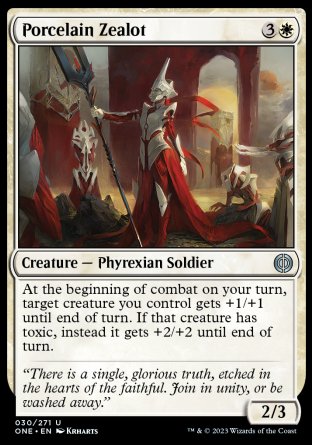 Porcelain Zealot 3
Creature — Phyrexian Soldier
At the beginning of combat on your turn,
target creature you control gets +1/+1
until end of turn. If that creature has
toxic, instead it gets +2/+2 until end of
turn.
“There is a single, glorious truth, etched in
the hearts of the faithful. Join in unity, or be
washed away.”
2/3
030/271 U
ONE • EN Krharts
™ & © 2023 Wizards of the Coast